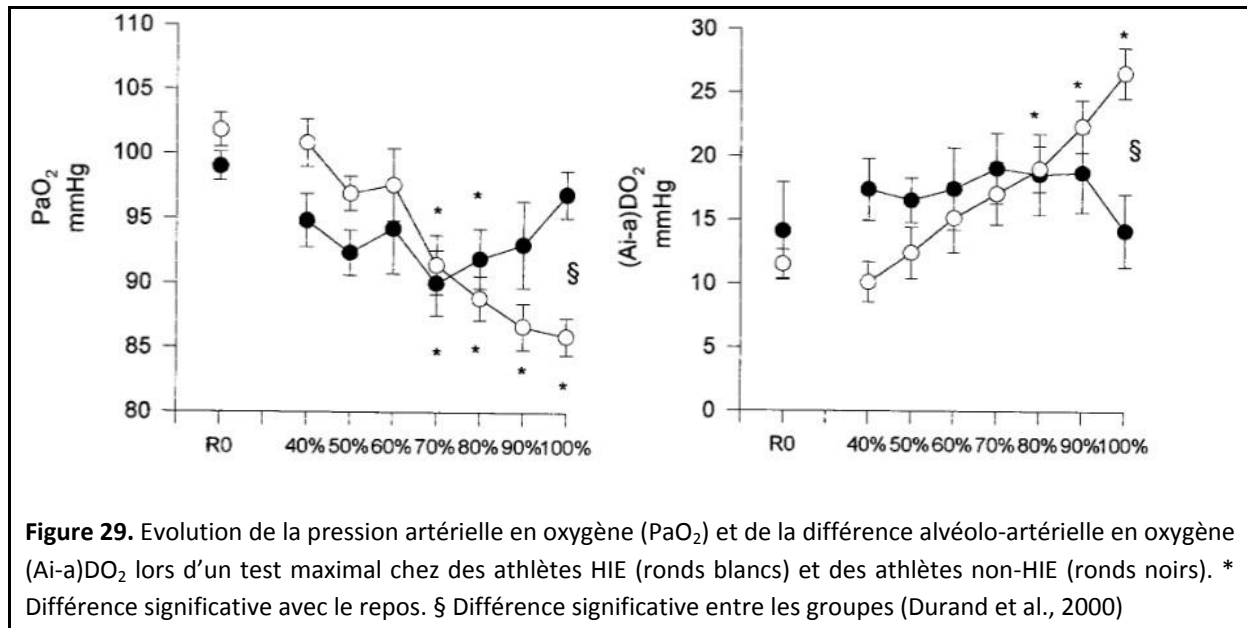 110
105
100
95
90
85
80
PaO2
mmHg
*
*
§
*
*
*
*
R0
40% 50% 60% 70% 80% 90% 100%
30
25
20
15
10
5
0
(Ai-a)DO2
mmHg
*
*
*
§
R0
40% 50% 60% 70% 80% 90% 100%
Figure 29. Evolution de la pression artérielle en oxygène (PaO2) et de la différence alvéolo-artérielle en oxygène
(Ai-a)DO2 lors d’un test maximal chez des athlètes HIE (ronds blancs) et des athlètes non-HIE (ronds noirs). *
Différence significative avec le repos. § Différence significative entre les groupes (Durand et al., 2000)